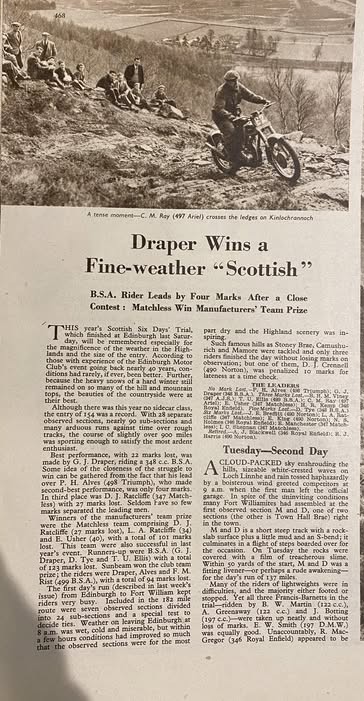 468
A tense moment—C. M. Ray (497 Ariel) crosses the ledges on Kinlochrannoch
Draper Wins a
Fine-weather “Scottish”
B.S.A. Rider Leads by Four Marks After a Close
Contest : Matchless Win Manufacturers' Team Prize
THIS year's Scottish Six Days' Trial,
which finished at Edinburgh last Satur-
day, will be remembered especially for
the magnificence of the weather in the High-
lands and the size of the entry. According
to those with experience of the Edinburgh Motor
Club's event going back nearly 40 years, con-
ditions had rarely, if ever, been better. Further,
because the heavy snows of a hard winter still
remained on so many of the hill and mountain
tops, the beauties of the countryside were at
their best.
Although there was this year no sidecar class,
the entry of 154 was a record. With 28 separate
observed sections, nearly 90 sub-sections and
many arduous runs against time over rough
tracks, the course of slightly over 900 miles
was sporting enough to satisfy the most ardent
enthusiast.
Best performance, with 22 marks lost, was
made by G. J. Draper, riding a 348 c.c. B.S.A.
Some idea of the closeness of the struggle to
win can be gathered from the fact that his lead
over P. H. Alves (498 Triumph), who made
second-best performance, was only four marks.
In third place was D. J. Ratcliffe (347 Match-
less) with 27 marks lost. Seldom have so few
marks separated the leading men.
Winners of the manufacturers' team prize
were the Matchless team comprising D. J.
Ratcliffe (27 marks lost), L. A. Ratcliffe (34)
and E. Usher (40), with a total of 101 marks
lost. This team were also successful in last
year's event. Runners-up were B.S.A. (G. J.
Draper, D. Tye and T. U. Ellis) with a total of
123 marks lost. Sunbeam won the club team
prize; the riders were Draper, Alves and F. M.
Rist (499 B.S.A.), with a total of 94 marks lost.
The first day's run (described in last week's
issue) from Edinburgh to Fort William kept
riders very busy. Included in the 182 mile
route were seven observed sections divided
into 24 sub-sections and a special test to
decide ties. Weather on leaving Edinburgh at
8 a.m. was wet, cold and miserable, but within
a few hours conditions had improved so much
that the observed sections were for the most
part dry and the Highland scenery was in-
spiring.
Such famous hills as Stoney Brae, Camushu-
rich and Mamore were tackled and only three
riders finished the day without losing marks on
observation; but one of them, D. J. Crennell
(490 Norton), was penalized 10 marks for
lateness at a time check.
THE LEADERS
Tuesday—Second Day
A CLOUD-PACKED sky enshrouding the
hills, sizeable white-crested waves on
Loch Linnhe and rain tossed haphazardly
by a boisterous wind greeted competitors at
9 a.m. as the first man left the official
garage. In spite of the uninviting conditions
many Fort Williamites had assembled at the
first observed section M and D, one of two
sections (the other is Town Hall Brae) right
in the town.
M and D is a short steep track with a rock-
slab surface plus a little mud and an S-bend; it
culminates in a flight of steps boarded over for
the occasion. On Tuesday the rocks were
covered with a film of treacherous slime.
Within 50 yards of the start, M and D was a
fitting livener—or perhaps a rude awakening—
for the day's run of 137 miles.
Many of the riders of lightweights were in
difficulties, and the majority either footed or
stopped. Yet all three Francis-Barnetts in the
trial—ridden by B. W. Martin (122 c.c.),
A. Greenaway (122 c.c.) and J. Botting
(197 c.c.)—were taken up neatly and without
loss of marks. E. W. Smith (197 D.M.W.)
was equally good. Unaccountably, R. Mac-
Gregor (346 Royal Enfield) appeared to be